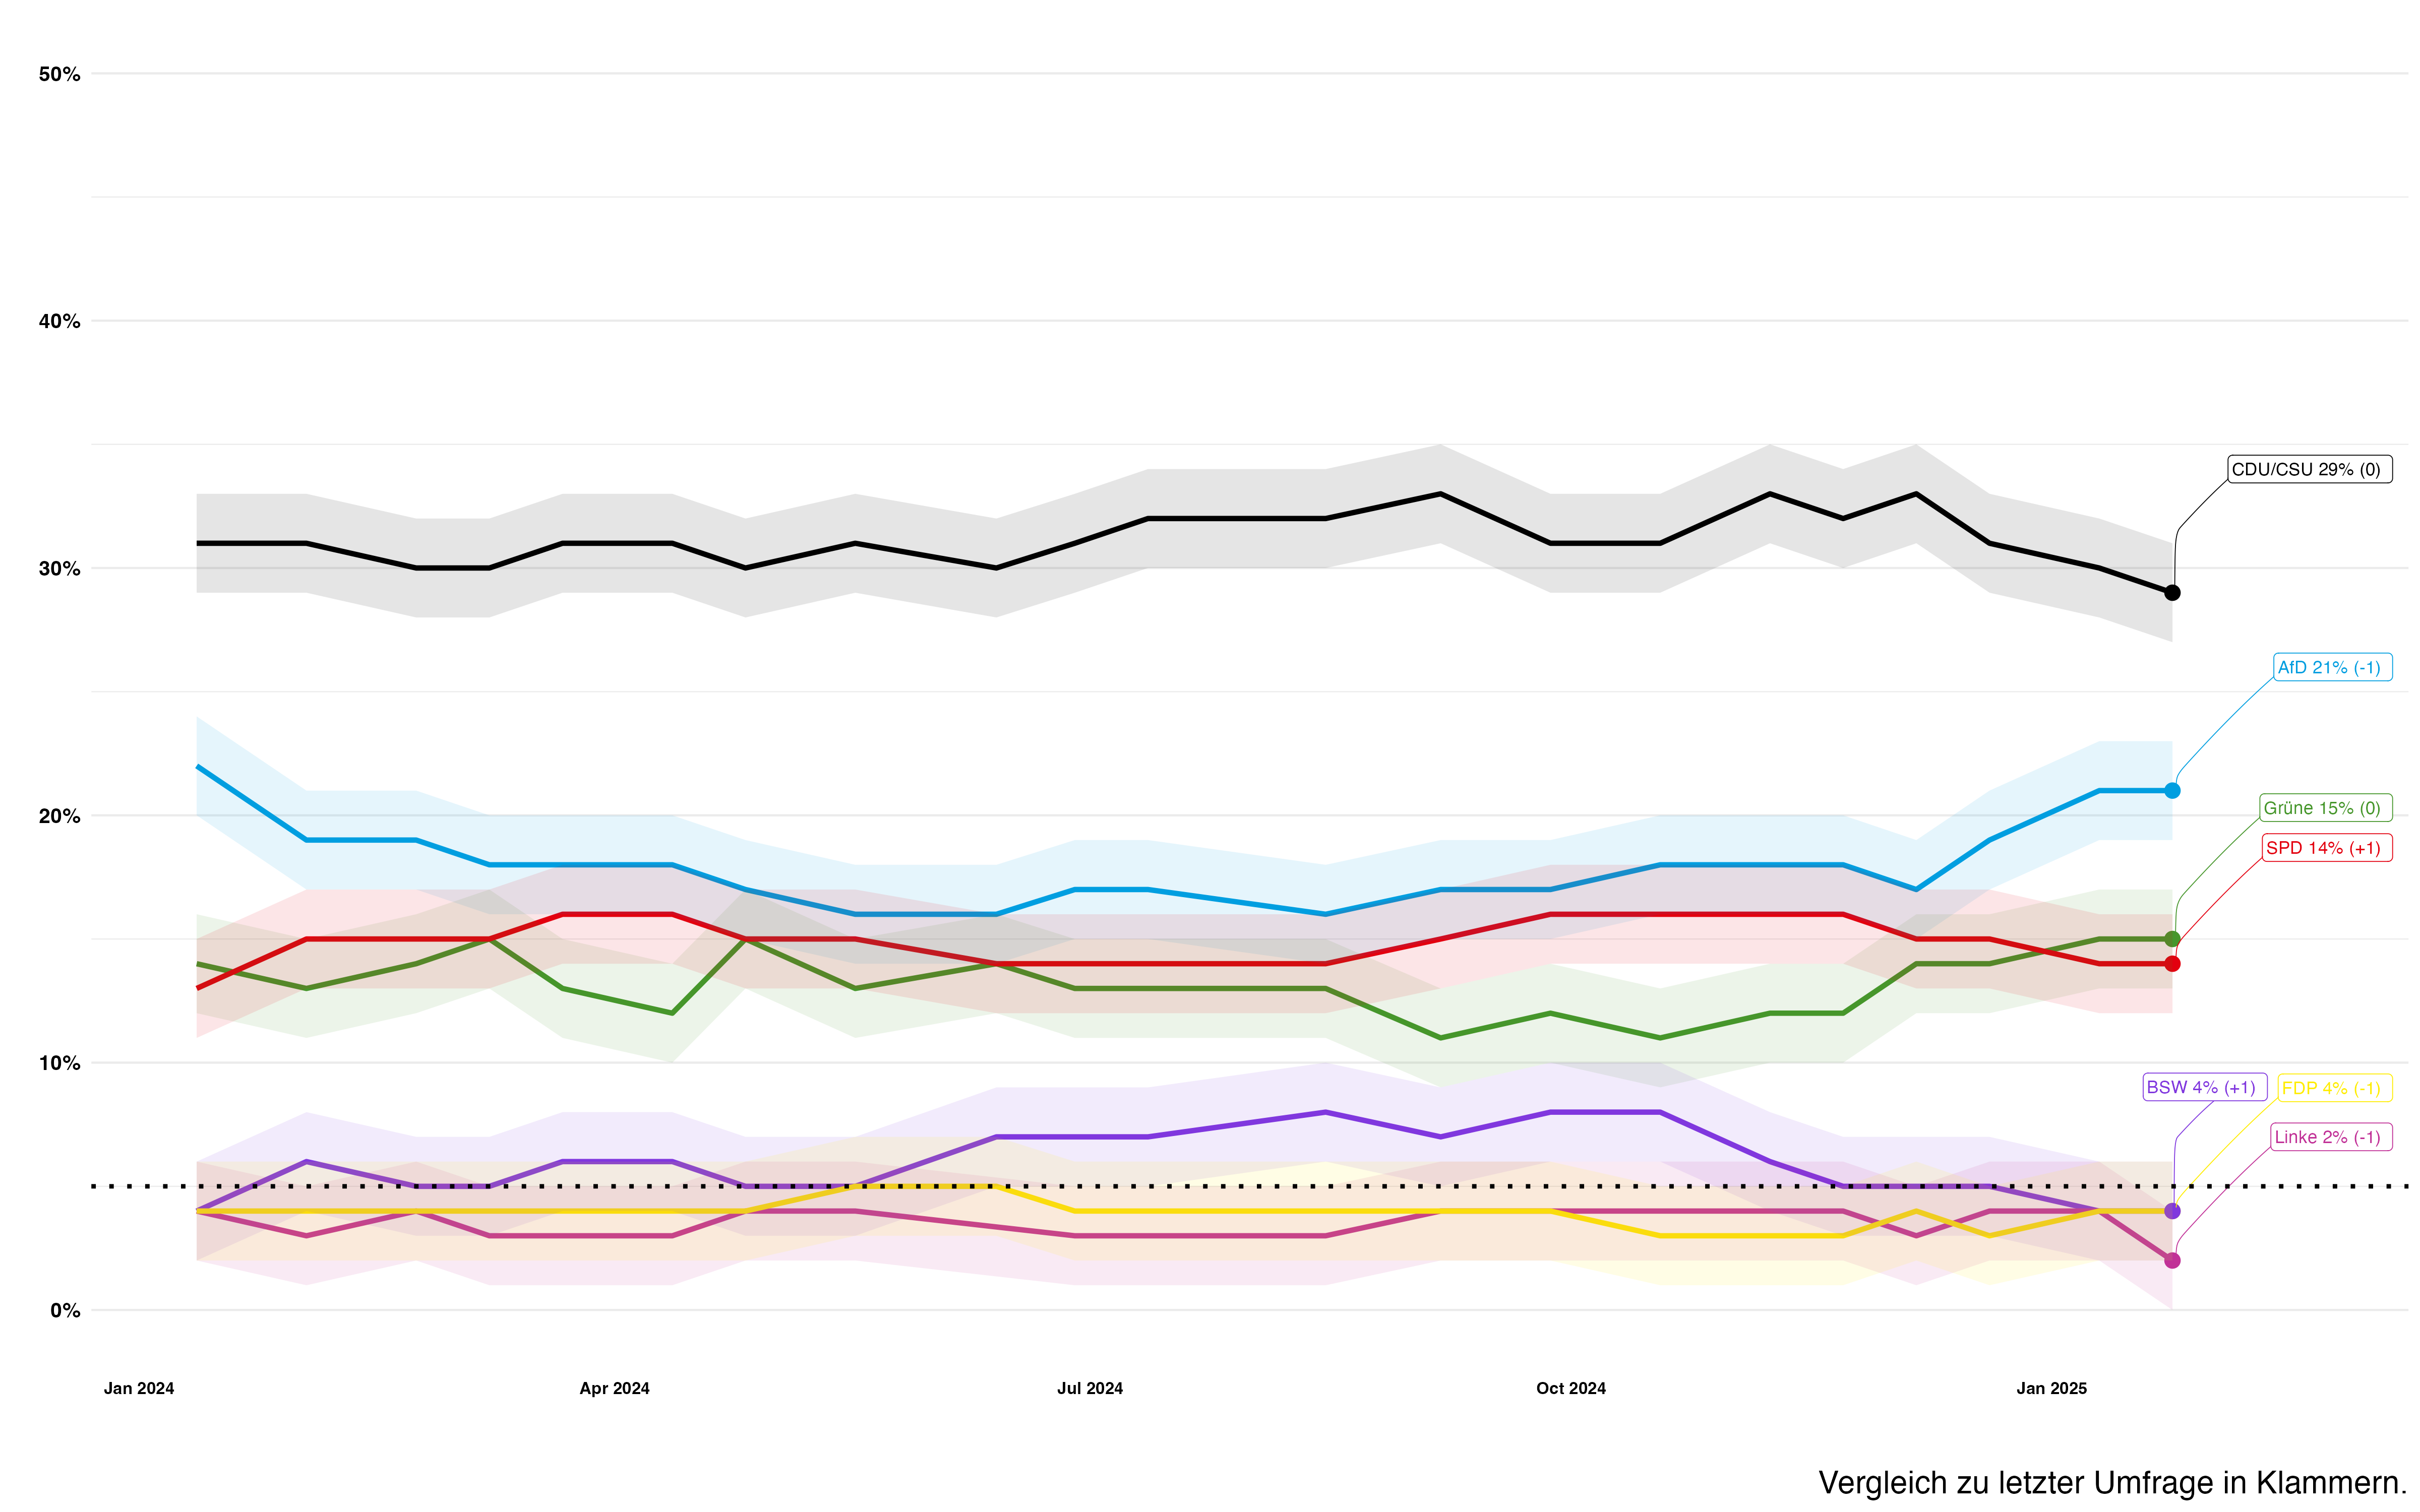 50%
40%
30%
20%
10%
0%
CDU/CSU 29% (0)
AfD 21% (-1)
Grüne 15% (0)
SPD 14% (+1)
BSW 4% (+1)
FDP 4% (-1)
Linke 2% (-1)
Jan 2024
Apr 2024
Jul 2024
Oct 2024
Jan 2025
Vergleich zu letzter Umfrage in Klammern.